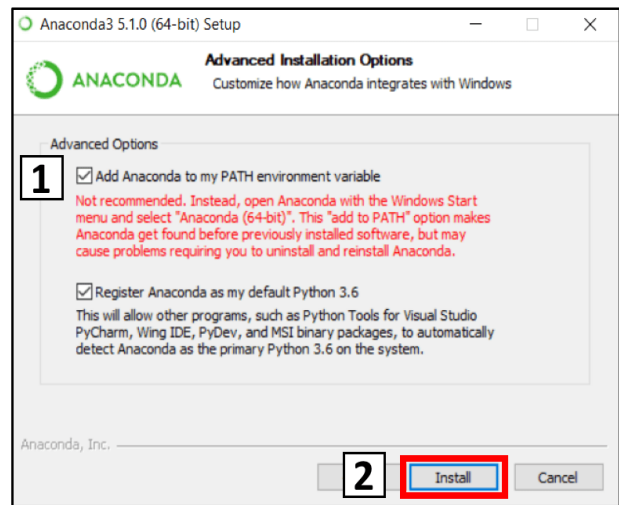 Anaconda3 5.1.0 (64-bit) Setup
Advanced Installation Options
Customize how Anaconda integrates with Windows
ANACONDA
Advanced Options
1
Add Anaconda to my PATH environment variable
Not recommended. Instead, open Anaconda with the Windows Start
menu and select "Anaconda (64-bit)". This "add to PATH" option makes
Anaconda get found before previously installed software, but may
cause problems requiring you to uninstall and reinstall Anaconda.
Register Anaconda as my default Python 3.6
This will allow other programs, such as Python Tools for Visual Studio
PyCharm, Wing IDE, PyDev, and MSI binary packages, to automatically
detect Anaconda as the primary Python 3.6 on the system.
Anaconda, Inc.
2
Install
Cancel